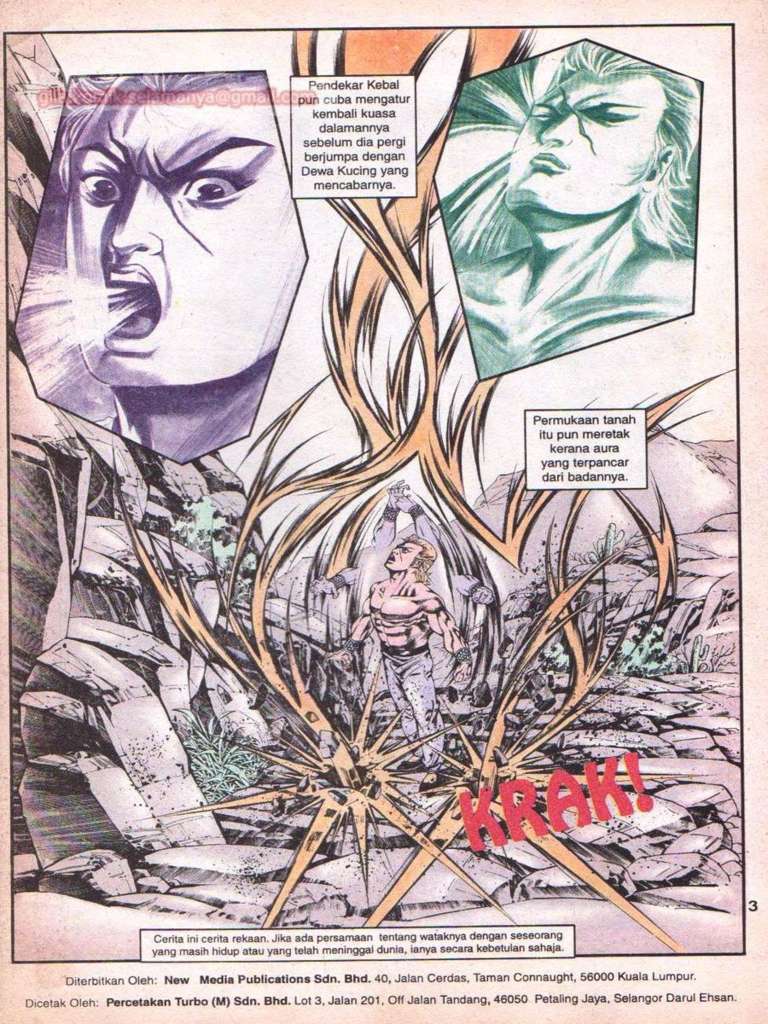 Pendekar Kebal
pun cuba mengatur
kembali kuasa
dalamannya
sebelum dia pergi
berjumpa dengan
Dewa Kucing yang
mencabarnya.
Permukaan tanah
itu pun meretak
kerana aura
yang terpancar
dari badannya.
KRAK!
3
Cerita ini cerita rekaan. Jika ada persamaan tentang wataknya dengan seseorang
yang masih hidup atau yang telah meninggal dunia, ianya secara kebetulan sahaja.
Diterbitkan Oleh: New Media Publications Sdn. Bhd. 40, Jalan Cerdas, Taman Connaught, 56000 Kuala Lumpur.
Dicetak Oleh: Percetakan Turbo (M) Sdn. Bhd. Lot 3, Jalan 201, Off Jalan Tandang, 46050 Petaling Jaya, Selangor Darul Ehsan.